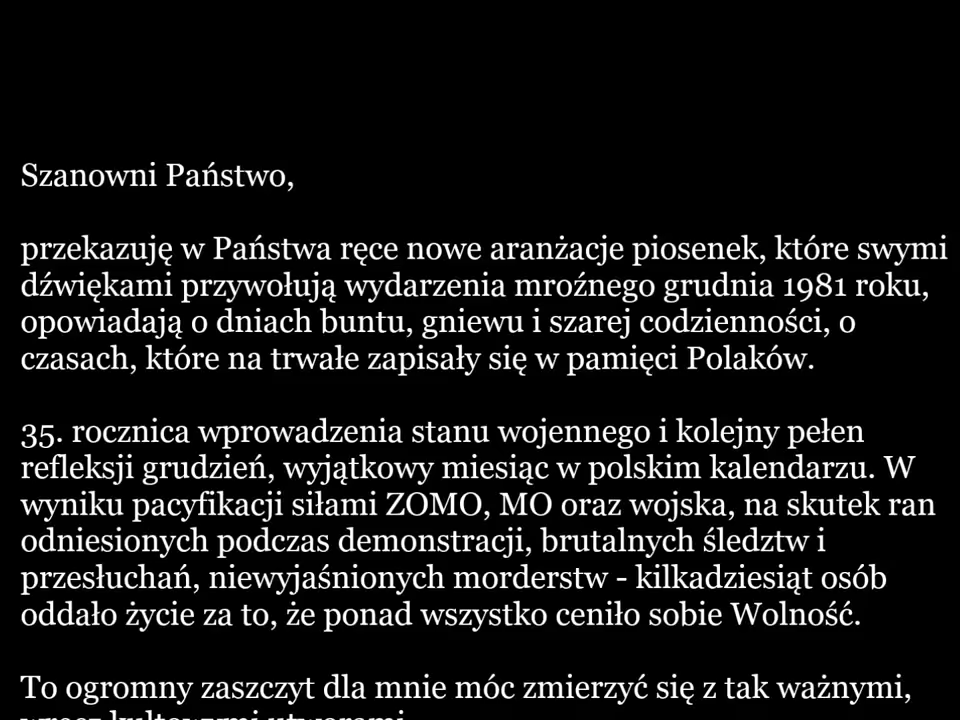 Szanowni Państwo,
przekazuję w Państwa ręce nowe aranżacje piosenek, które swymi
dźwiękami przywołują wydarzenia mroźnego grudnia 1981 roku,
opowiadają o dniach buntu, gniewu i szarej codzienności, o
czasach, które na trwałe zapisały się w pamięci Polaków.
35. rocznica wprowadzenia stanu wojennego i kolejny pełen
refleksji grudzień, wyjątkowy miesiąc w polskim kalendarzu. W
wyniku pacyfikacji siłami ZOMO, MO oraz wojska, na skutek ran
odniesionych podczas demonstracji, brutalnych śledztw i
przesłuchań, niewyjaśnionych morderstw - kilkadziesiąt osób
oddało życie za to, że ponad wszystko ceniło sobie Wolność.
To ogromny zaszczyt dla mnie móc zmierzyć się z tak ważnymi,